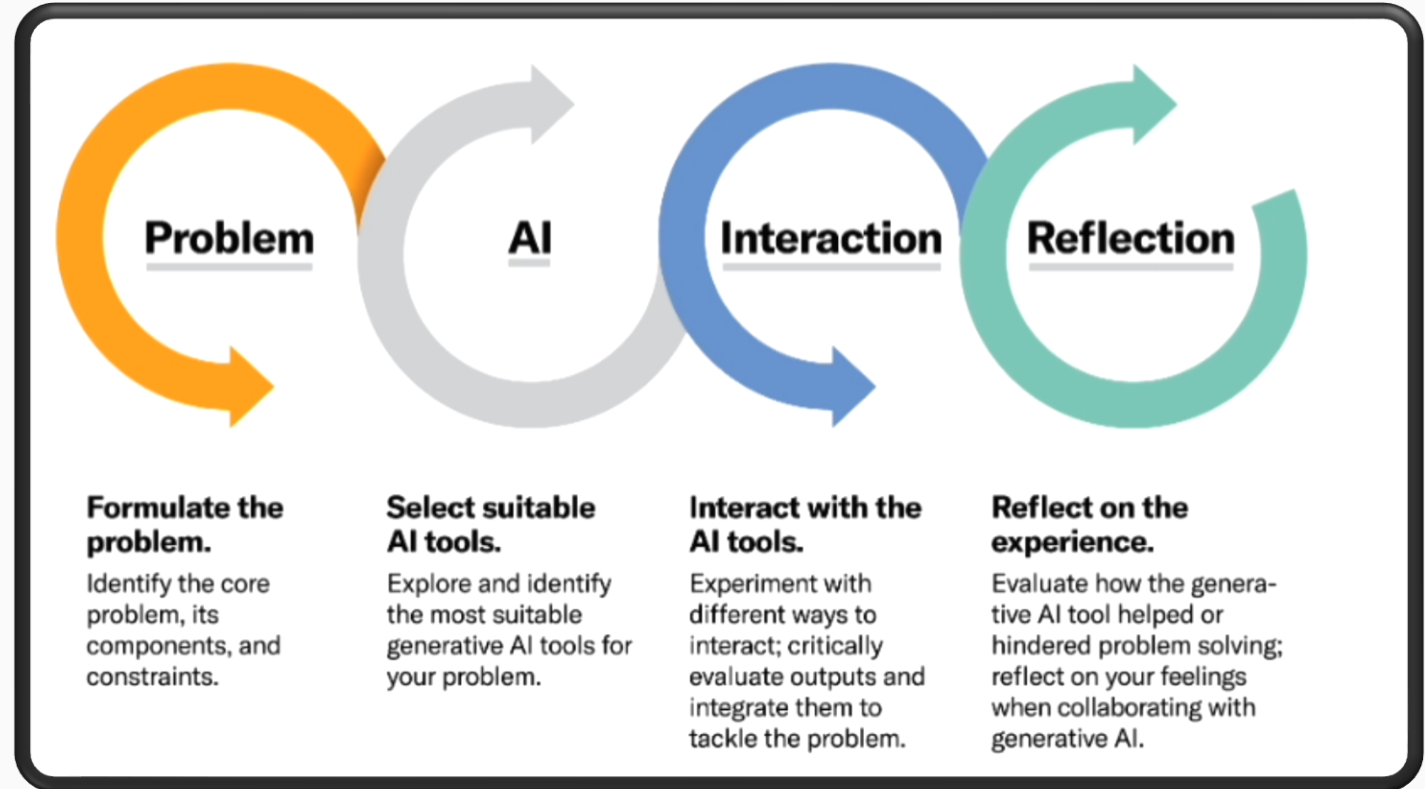 Problem
AI
Interaction
Reflection
Formulate the
problem.
Identify the core
problem, its
components, and
constraints.
Select suitable
AI tools.
Explore and identify
the most suitable
generative AI tools for
your problem.
Interact with the
AI tools.
Experiment with
different ways to
interact; critically
evaluate outputs and
integrate them to
tackle the problem.
Reflect on the
experience.
Evaluate how the genera-
tive AI tool helped or
hindered problem solving;
reflect on your feelings
when collaborating with
generative AI.